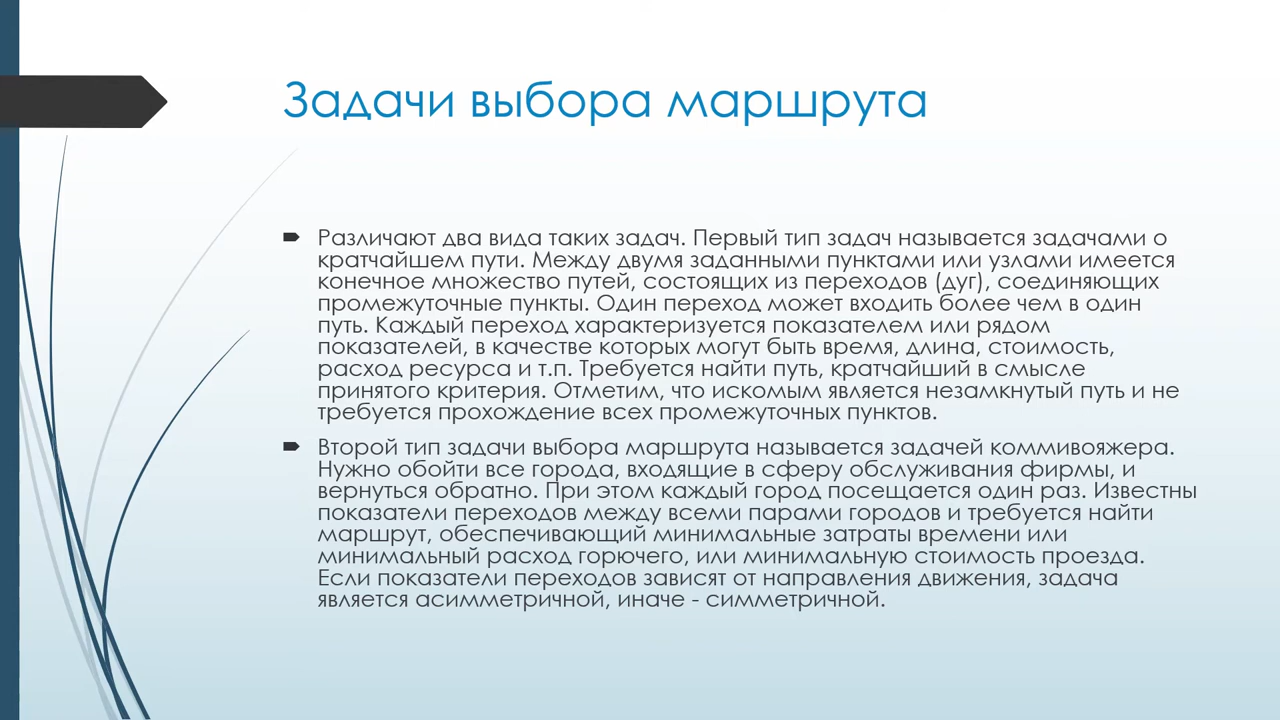 Задачи выбора маршрута
Различают два вида таких задач. Первый тип задач называется задачами о
кратчайшем пути. Между двумя заданными пунктами или узлами имеется
конечное множество путей, состоящих из переходов (дуг), соединяющих
промежуточные пункты. Один переход может входить более чем в один
путь. Каждый переход характеризуется показателем или рядом
показателей, в качестве которых могут быть время, длина, стоимость,
расход ресурса и т.п. Требуется найти путь, кратчайший в смысле
принятого критерия. Отметим, что искомым является незамкнутый путь и не
требуется прохождение всех промежуточных пунктов.
Второй тип задачи выбора маршрута называется задачей коммивояжера.
Нужно обойти все города, входящие в сферу обслуживания фирмы, и
вернуться обратно. При этом каждый город посещается один раз. Известны
показатели переходов между всеми парами городов и требуется найти
маршрут, обеспечивающий минимальные затраты времени или
минимальный расход горючего, или минимальную стоимость проезда.
Если показатели переходов зависят от направления движения, задача
является асимметричной, иначе - симметричной.